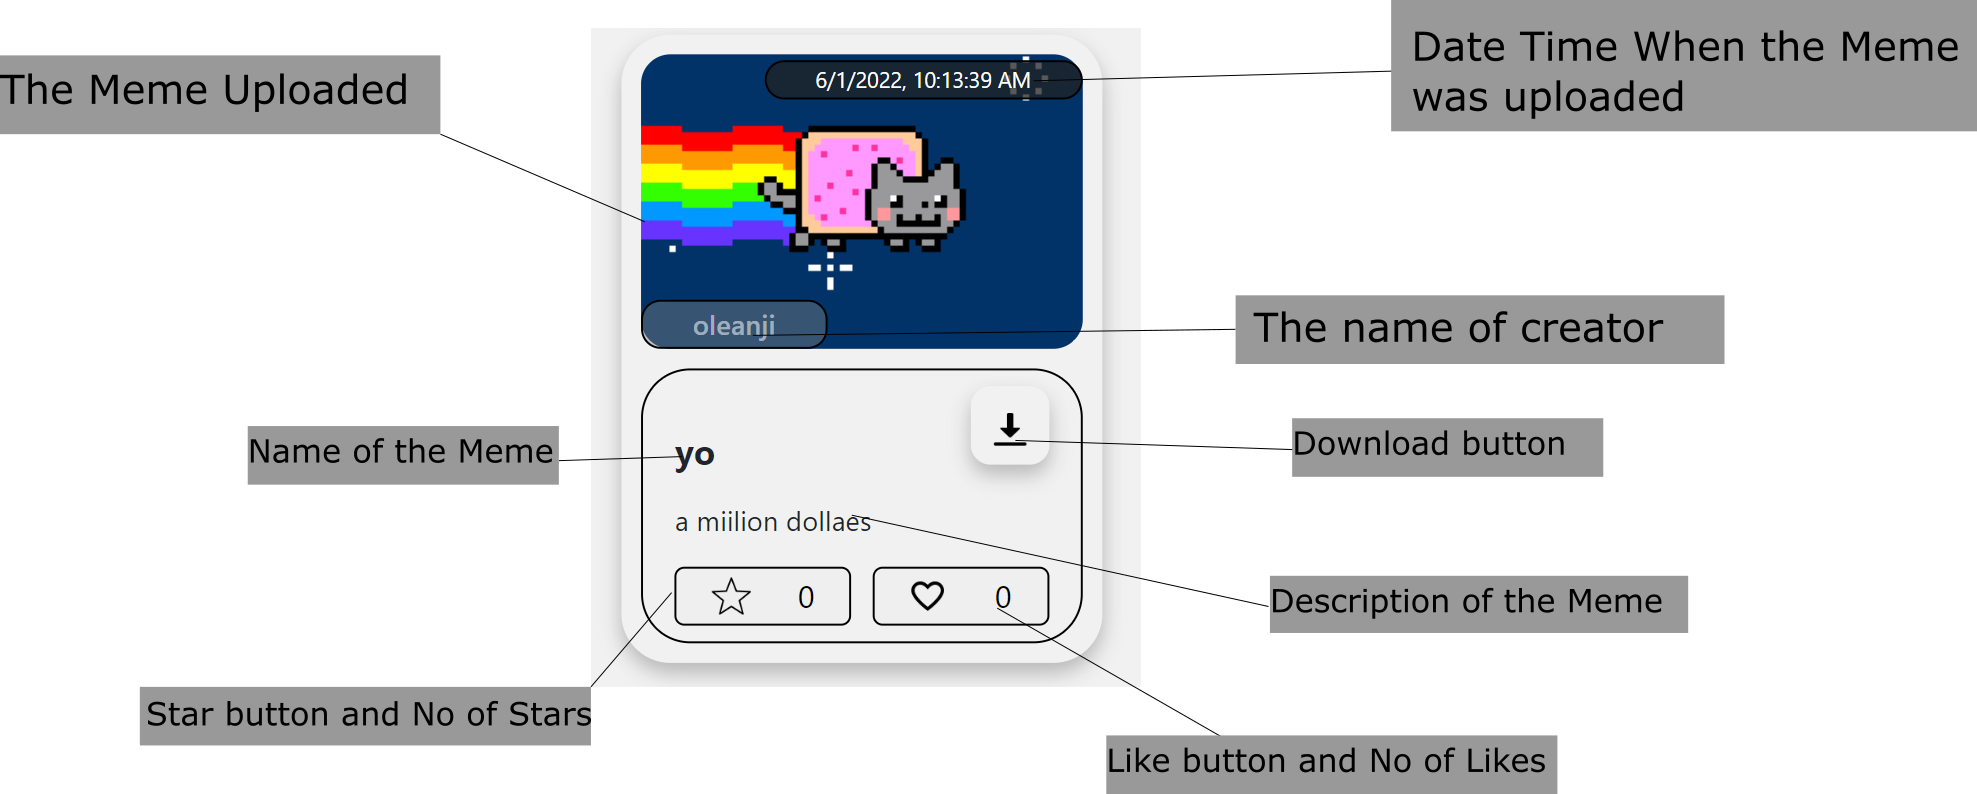 Date Time When the Meme
was uploaded
The Meme Uploaded
6/1/2022, 10:13:39 AM
oleanji
The name of creator
Name of the Meme
yo
Download button
a miilion dollaes
Description of the Meme
0
0
Star button and No of Stars
Like button and No of Likes